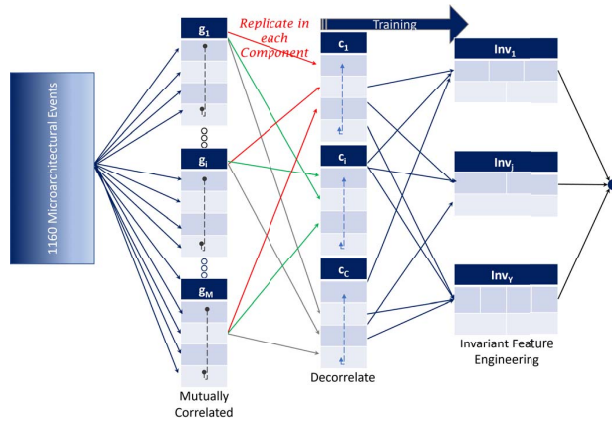 1160 Microarchitectural Events
g1
gi
gM
Mutually
Correlated
Replicate in
each
Component
Training
c1
ci
cC
Decorrelate
Inv1
Invj
InvY
Invariant Feature
Engineering